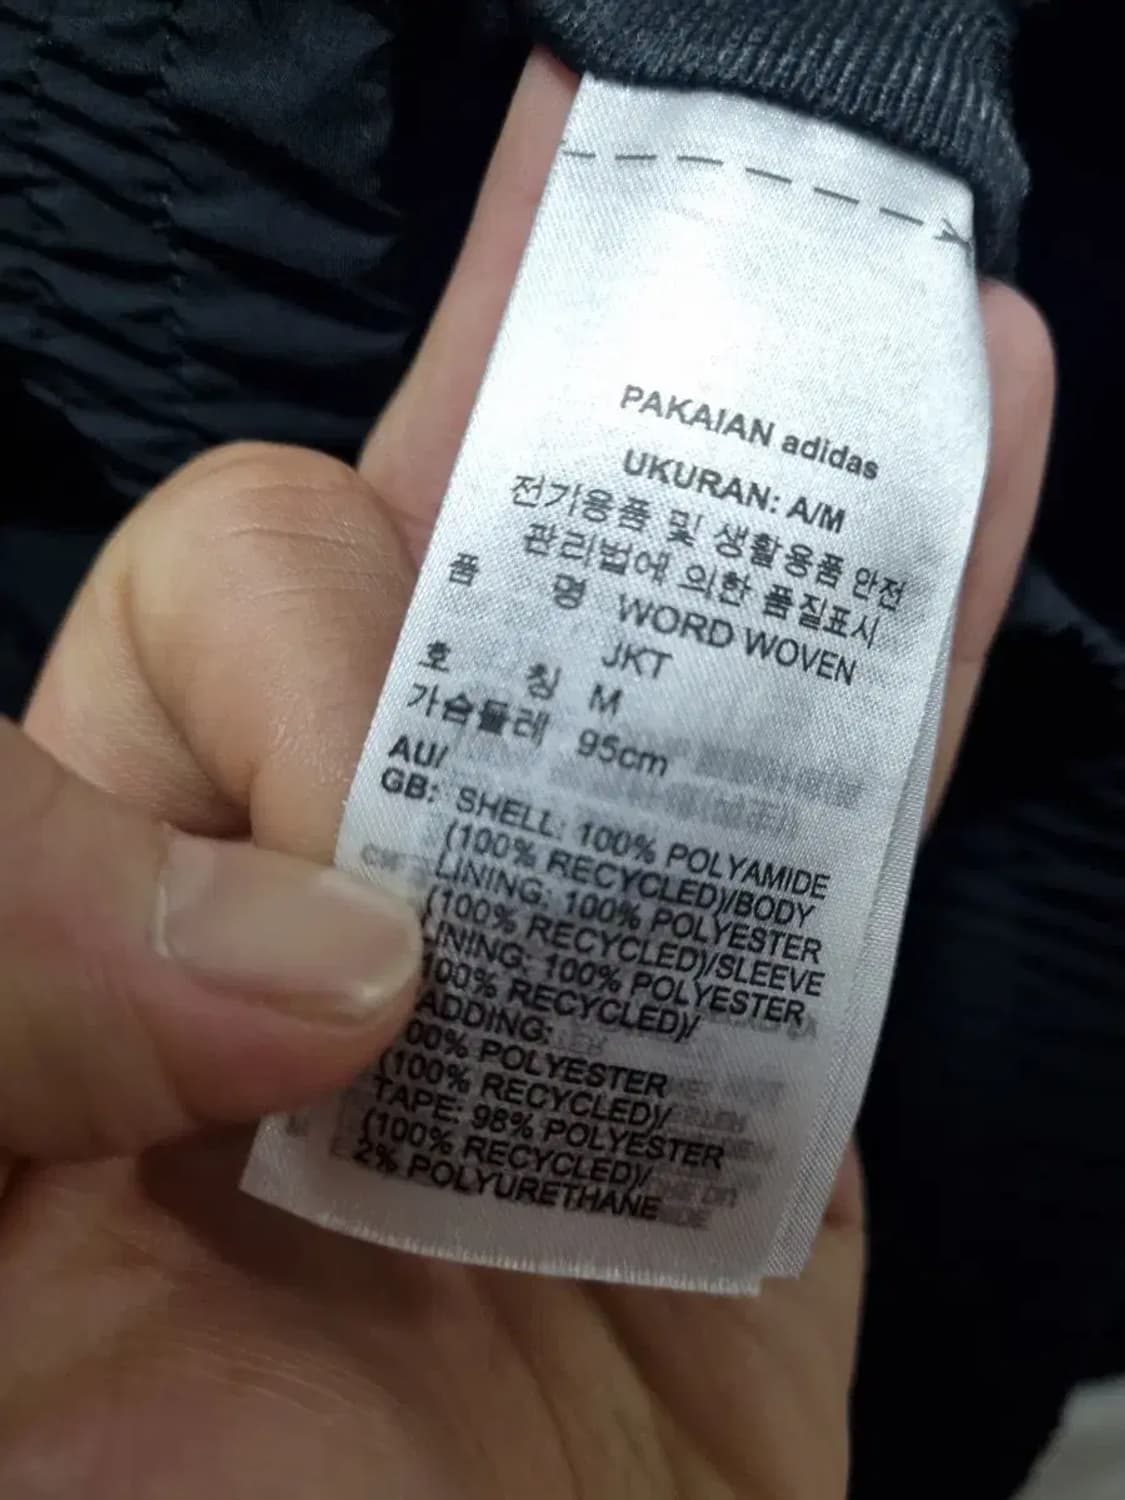 PAKAIAN adidas
UKURAN: A/M
전기용품 및 생활용품 안전
관리법에 의한 품질표시
품 명 WORD WOVEN
JKT
호 칭 M
가슴둘레 95cm
AU/
GB: SHELL: 100% POLYAMIDE
(100% RECYCLED)/BODY
LINING: 100% POLYESTER
(100% RECYCLED)/SLEEVE
INING: 100% POLYESTER
100% RECYCLED)/
ADDING:
00% POLYESTER
(100% RECYCLED)/
TAPE: 98% POLYESTER
(100% RECYCLED)/
2% POLYURETHANE